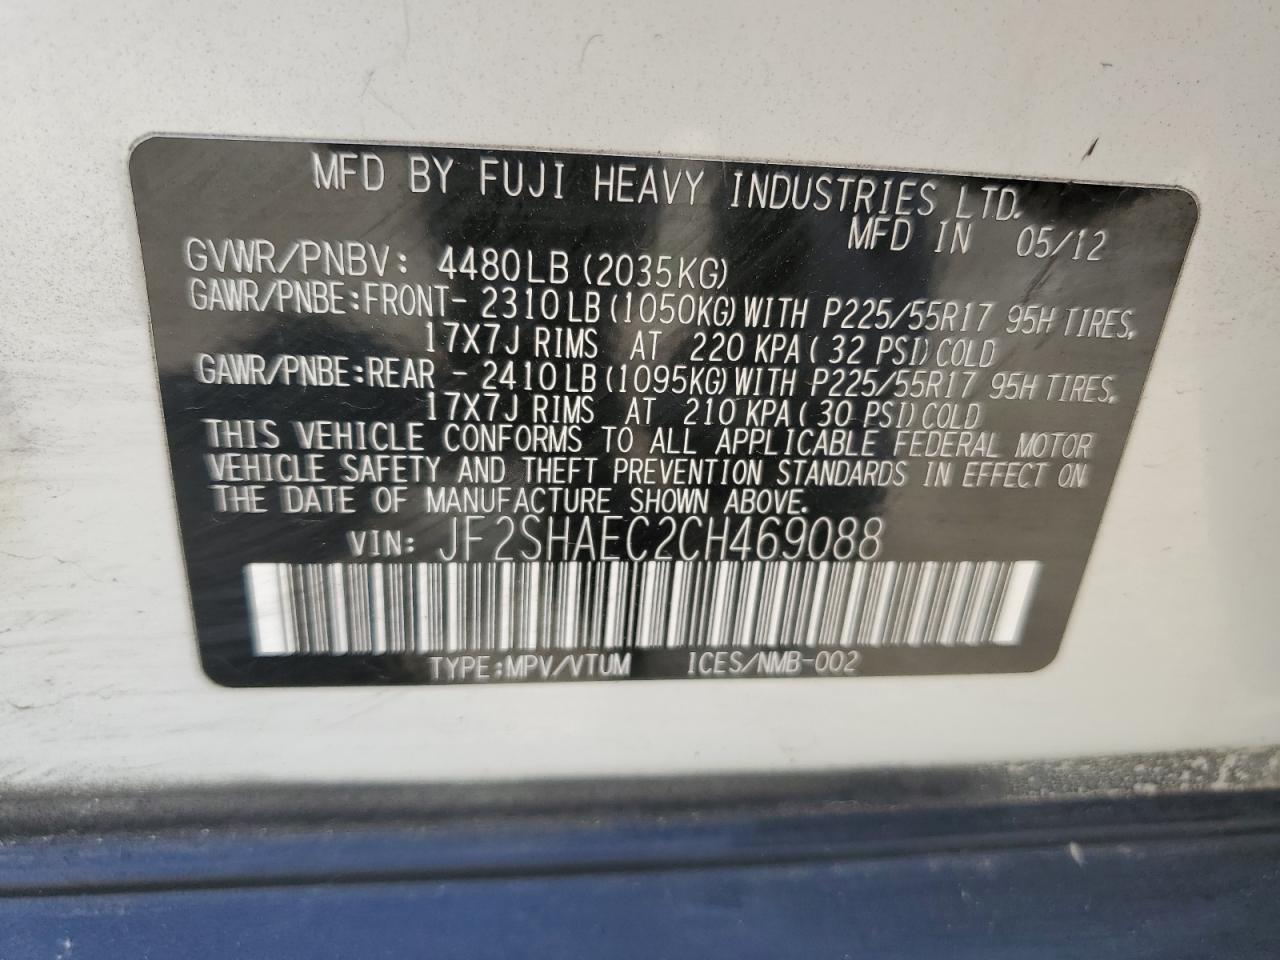 MFD BY FUJI HEAVY INDUSTRIES LTD.
MFD IN 05/12
GVWR/PNBV: 4480LB (2035KG)
GAWR/PNBE:FRONT- 2310LB (1050KG) WITH P225/55R17 95H TIRES,
17X7J RIMS AT 220 KPA ( 32 PSI) COLD
GAWR/PNBE:REAR - 2410LB (1095KG) WITH P225/55R17 95H TIRES,
17X7J RIMS AT 210 KPA ( 30 PSI) COLD
THIS VEHICLE CONFORMS TO ALL APPLICABLE FEDERAL MOTOR
VEHICLE SAFETY AND THEFT PREVENTION STANDARDS IN EFFECT ON
THE DATE OF MANUFACTURE SHOWN ABOVE.
VIN: JF2SHAEC2CH469088
TYPE:MPV/VTUM ICES/NMB-002